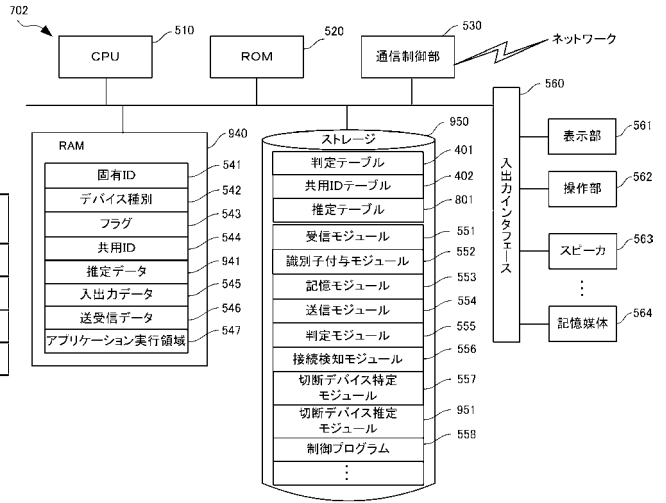 702
CPU
510
ROM
520
通信制御部
530
ネットワーク
RAM
940
固有ID
541
デバイス種別
542
フラグ
543
共用ID
544
推定データ
941
入出力データ
545
送受信データ
546
アプリケーション実行領域
547
ストレージ
950
判定テーブル
401
共用IDテーブル
402
推定テーブル
801
受信モジュール
551
識別子付与モジュール
552
記憶モジュール
553
送信モジュール
554
判定モジュール
555
接続検知モジュール
556
切断デバイス特定
モジュール
557
切断デバイス推定
モジュール
951
制御プログラム
558
⋮
560
入出力インタフェース
表示部
561
操作部
562
スピーカ
563
⋮
記憶媒体
564